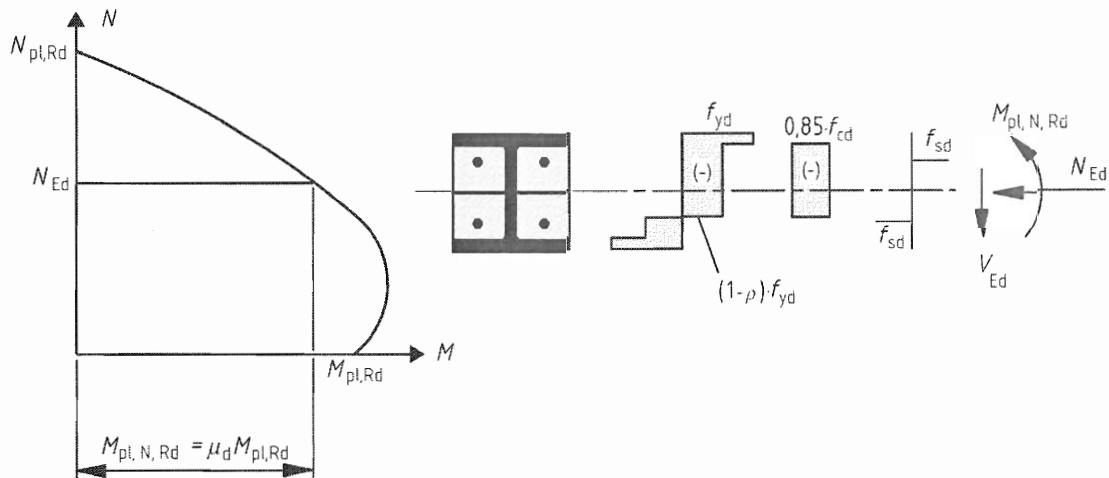 N
N_pl,Rd
N_Ed
M
M_pl,Rd
M_pl, N, Rd = μ_d M_pl,Rd
f_yd
(-)
(1-ρ)·f_yd
0,85·f_cd
(-)
f_sd
f_sd
M_pl, N, Rd
N_Ed
V_Ed